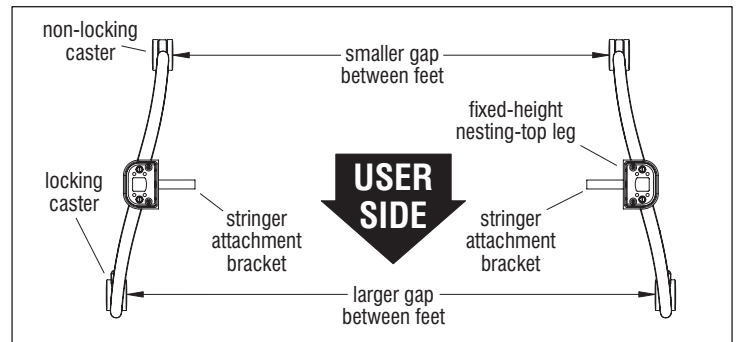 non-locking
caster
smaller gap
between feet
fixed-height
nesting-top leg
locking
caster
USER
SIDE
stringer
attachment
bracket
stringer
attachment
bracket
larger gap
between feet